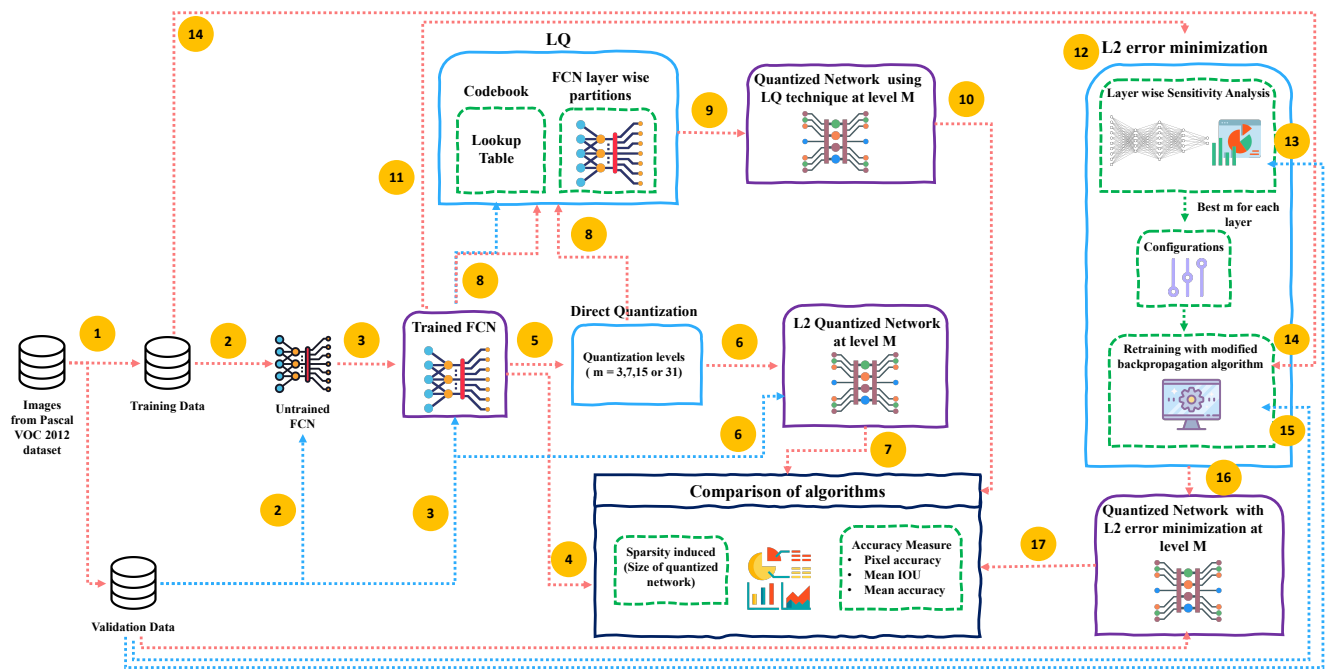 14
LQ
12
L2 error minimization
Codebook
FCN layer wise
partitions
Lookup
Table
9
Quantized Network using
LQ technique at level M
10
Layer wise Sensitivity Analysis
13
11
Best m for each
layer
8
8
Configurations
1
2
3
Trained FCN
5
Direct Quantization
Quantization levels
( m = 3,7,15 or 31)
6
L2 Quantized Network
at level M
14
Retraining with modified
backpropagation algorithm
Images
from Pascal
VOC 2012
dataset
Training Data
Untrained
FCN
6
7
15
16
2
3
4
Comparison of algorithms
Sparsity induced
(Size of quantized
network)
Accuracy Measure
• Pixel accuracy
• Mean IOU
• Mean accuracy
17
Quantized Network with
L2 error minimization at
level M
Validation Data